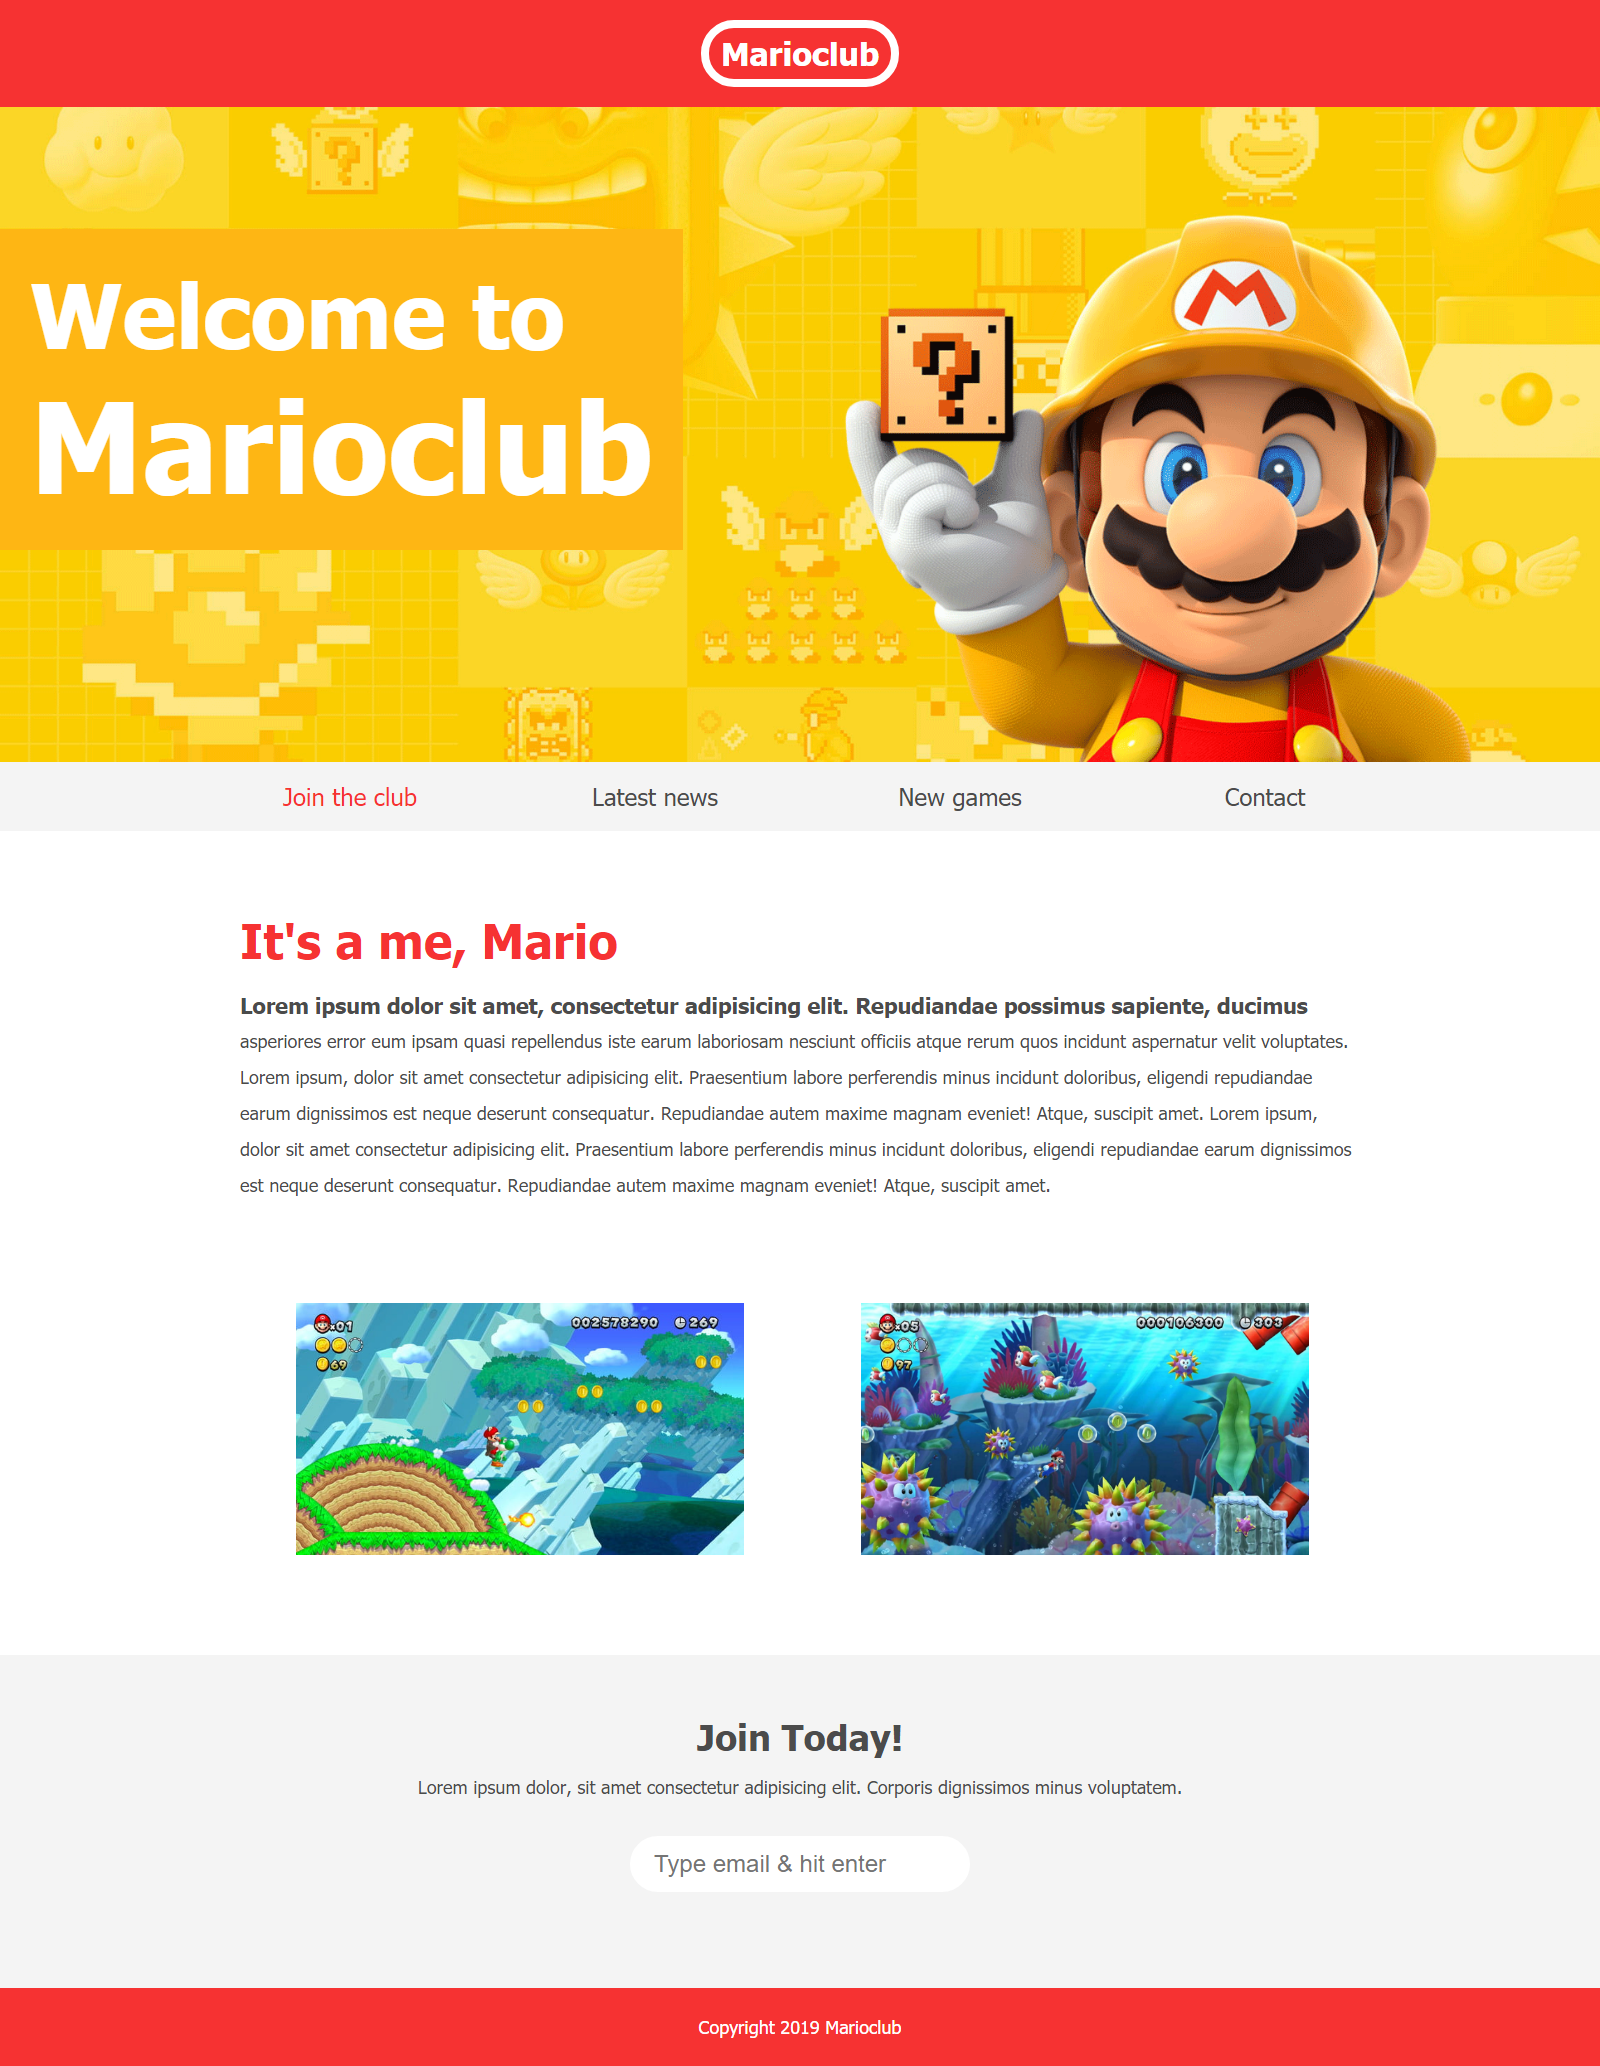 Marioclub
Welcome to
Marioclub
?
M
Join the club
Latest news
New games
Contact
It's a me, Mario
Lorem ipsum dolor sit amet, consectetur adipisicing elit. Repudiandae possimus sapiente, ducimus
asperiores error eum ipsam quasi repellendus iste earum laboriosam nesciunt officiis atque rerum quos incidunt aspernatur velit voluptates.
Lorem ipsum, dolor sit amet consectetur adipisicing elit. Praesentium labore perferendis minus incidunt doloribus, eligendi repudiandae
earum dignissimos est neque deserunt consequatur. Repudiandae autem maxime magnam eveniet! Atque, suscipit amet. Lorem ipsum,
dolor sit amet consectetur adipisicing elit. Praesentium labore perferendis minus incidunt doloribus, eligendi repudiandae earum dignissimos
est neque deserunt consequatur. Repudiandae autem maxime magnam eveniet! Atque, suscipit amet.
x01
002578290
269
69
x05
000106300
303
97
Join Today!
Lorem ipsum dolor, sit amet consectetur adipisicing elit. Corporis dignissimos minus voluptatem.
Type email & hit enter
Copyright 2019 Marioclub